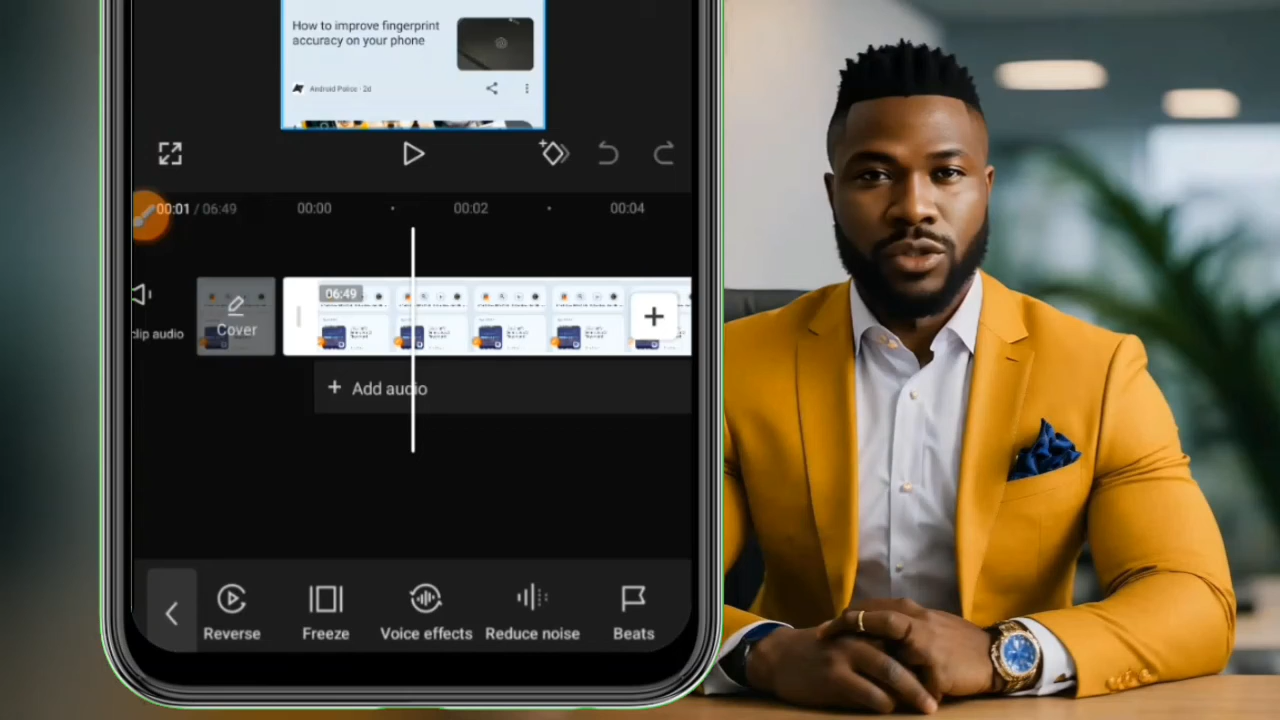 How to improve fingerprint
accuracy on your phone
Android Police · 2d
00:01 / 06:49
00:00
00:02
00:04
06:49
Cover
clip audio
+ Add audio
Reverse
Freeze
Voice effects
Reduce noise
Beats